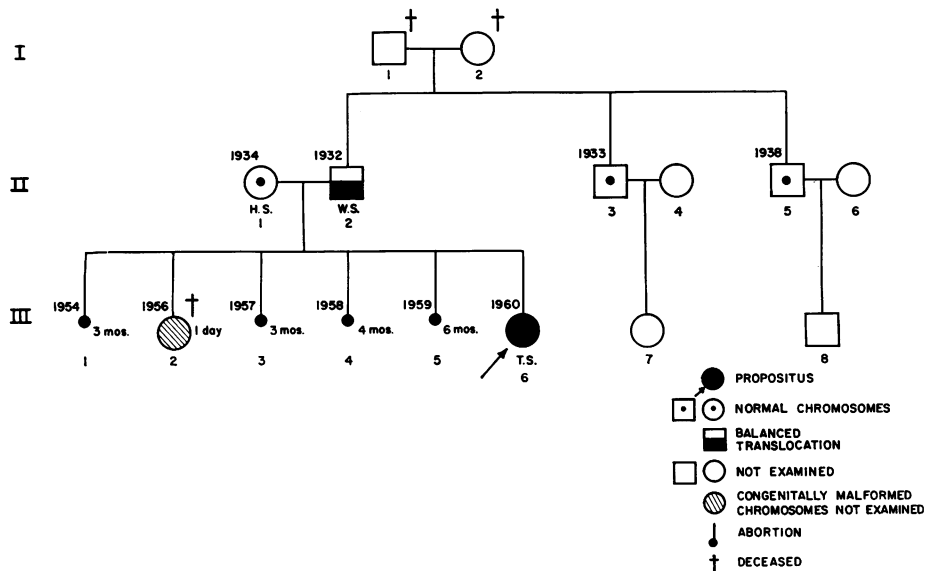 I
1 2
1934 1932 1933 1938
II
H.S. W.S. 3 4 5 6
1 2
1954 1956 1957 1958 1959 1960
III
3 mos. 1 day 3 mos. 4 mos. 6 mos.
1 2 3 4 5 T.S. 7 8
6
PROPOSITUS
NORMAL CHROMOSOMES
BALANCED
TRANSLOCATION
NOT EXAMINED
CONGENITALLY MALFORMED
CHROMOSOMES NOT EXAMINED
ABORTION
† DECEASED